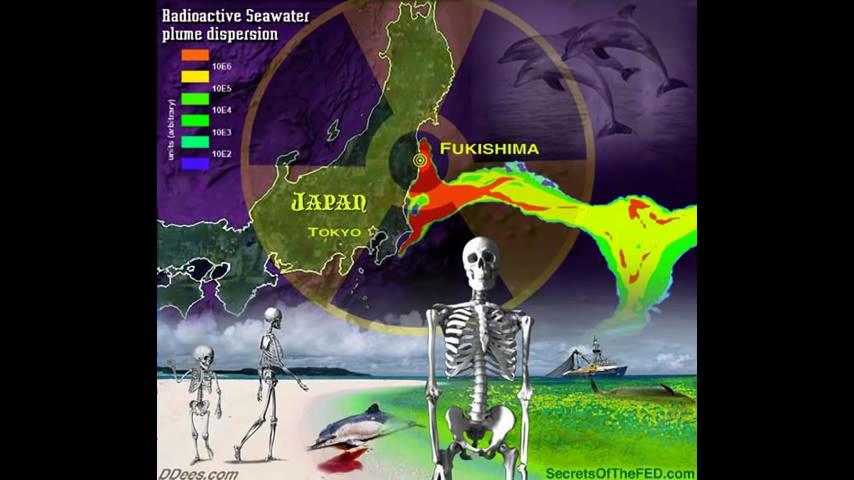 Radioactive Seawater
plume dispersion
10E6
10E5
10E4
10E3
10E2
units (arbitrary)
FUKISHIMA
JAPAN
TOKYO
DDees.com
SecretsOfTheFED.com